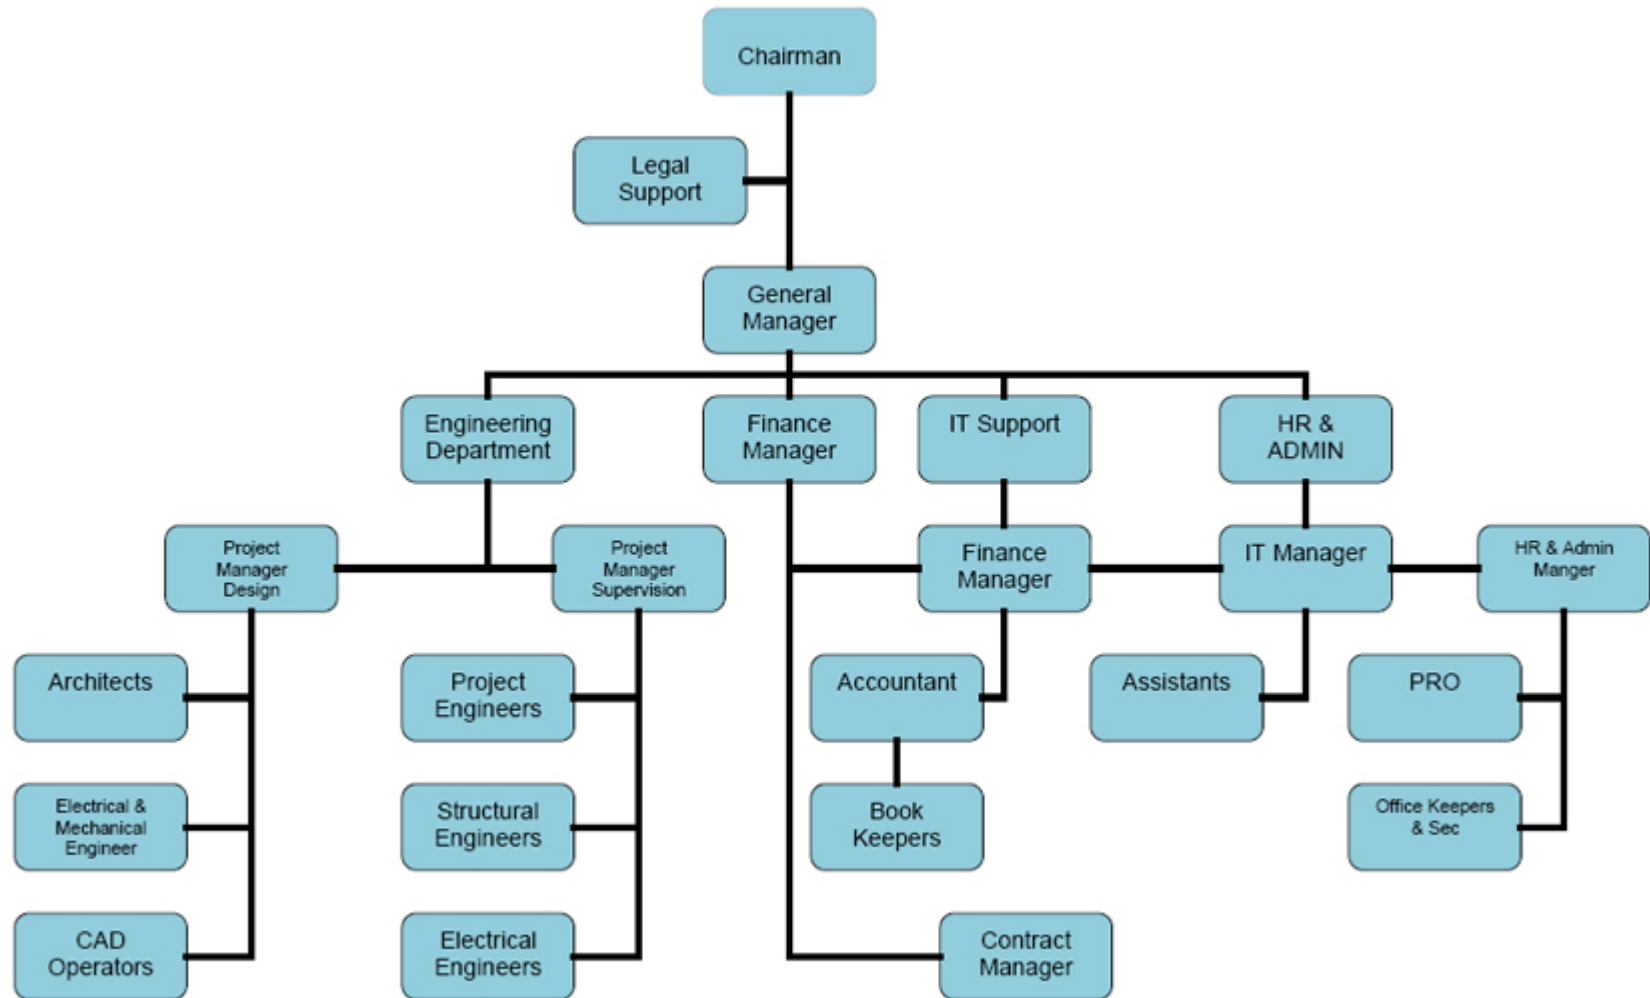 Chairman
Legal
Support
General
Manager
Engineering
Department
Finance
Manager
IT Support
HR &
ADMIN
Project
Manager
Design
Project
Manager
Supervision
Finance
Manager
IT Manager
HR & Admin
Manger
Architects
Project
Engineers
Accountant
Assistants
PRO
Electrical &
Mechanical
Engineer
Structural
Engineers
Book
Keepers
Office Keepers
& Sec
CAD
Operators
Electrical
Engineers
Contract
Manager